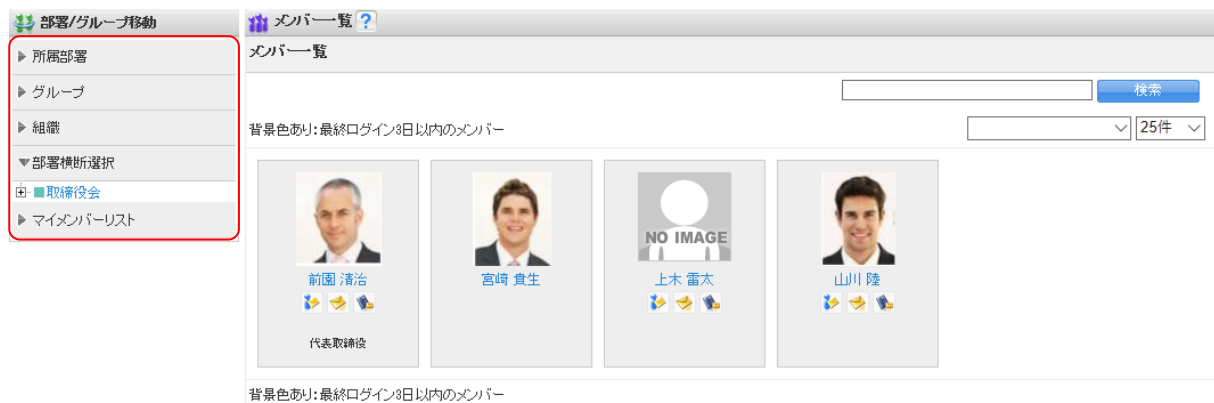 部署/グループ移動
所属部署
グループ
組織
部署横断選択
取締役会
マイメンバーリスト
メンバー一覧 ?
メンバー一覧
検索
背景色あり:最終ログイン3日以内のメンバー
25件
NO IMAGE
前園 清治
宮崎 貴生
上木 雷太
山川 陸
代表取締役
背景色あり:最終ログイン3日以内のメンバー